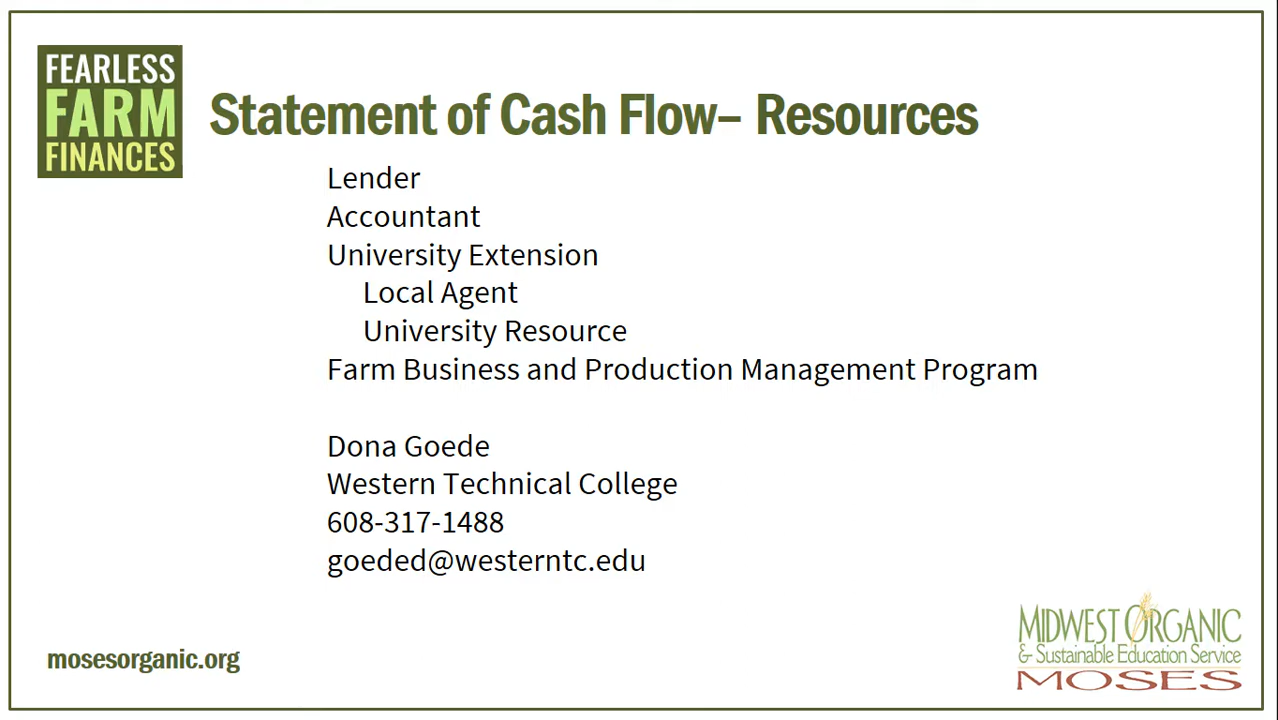 FEARLESS
FARM
FINANCES
Statement of Cash Flow– Resources
Lender
Accountant
University Extension
Local Agent
University Resource
Farm Business and Production Management Program
Dona Goede
Western Technical College
608-317-1488
goeded@westerntc.edu
mosesorganic.org
MIDWEST ORGANIC
& Sustainable Education Service
MOSES